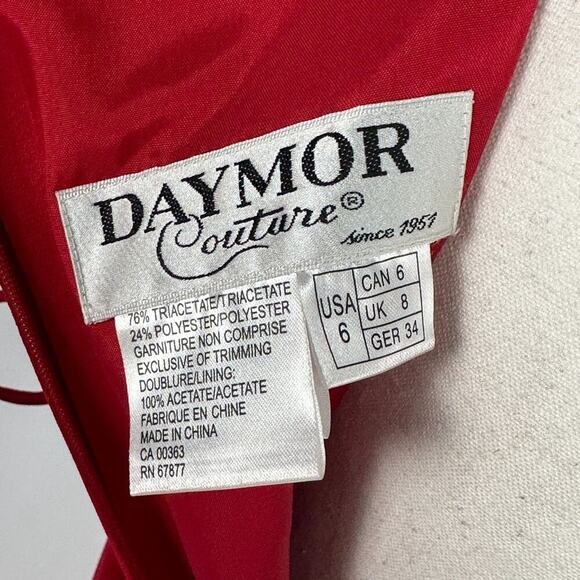 DAYMOR
Couture®
since 1951
76% TRIACETATE/TRIACETATE
24% POLYESTER/POLYESTER
GARNITURE NON COMPRISE
EXCLUSIVE OF TRIMMING
DOUBLURE/LINING:
100% ACETATE/ACETATE
FABRIQUE EN CHINE
MADE IN CHINA
CA 00363
RN 67877
USA
6
CAN 6
UK 8
GER 34